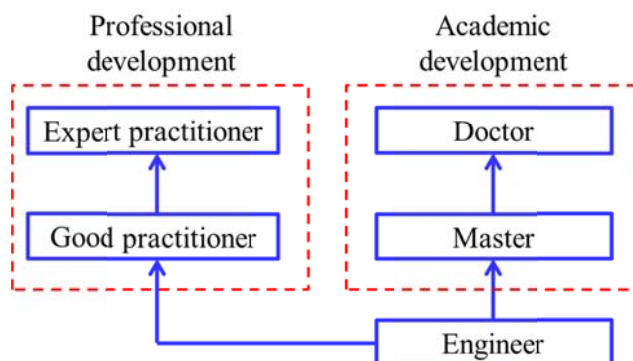 Professional
development
Academic
development
Expert practitioner
Doctor
Good practitioner
Master
Engineer